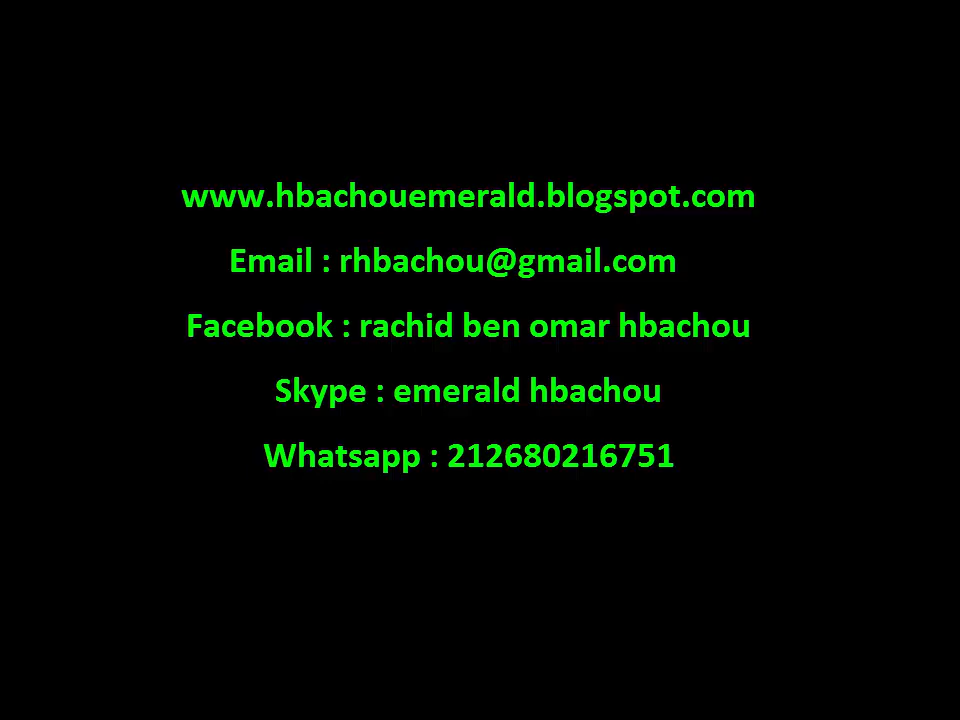 www.hbachouemerald.blogspot.com
Email : rhbachou@gmail.com
Facebook : rachid ben omar hbachou
Skype : emerald hbachou
Whatsapp : 212680216751